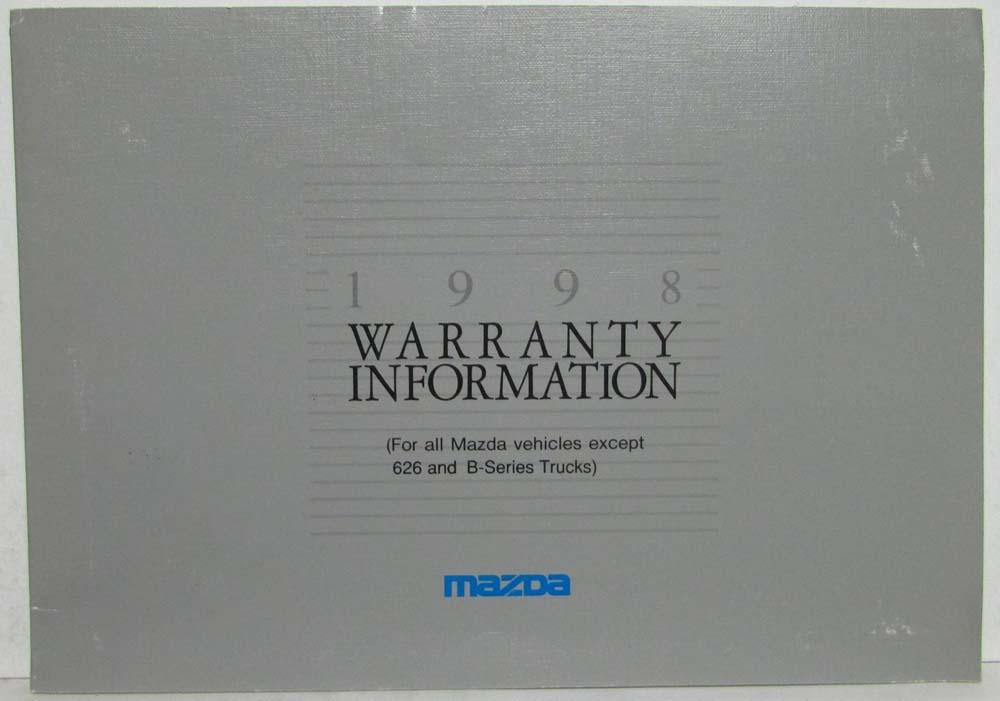 1 9 9 8
WARRANTY
INFORMATION
(For all Mazda vehicles except
626 and B-Series Trucks)
mazDa